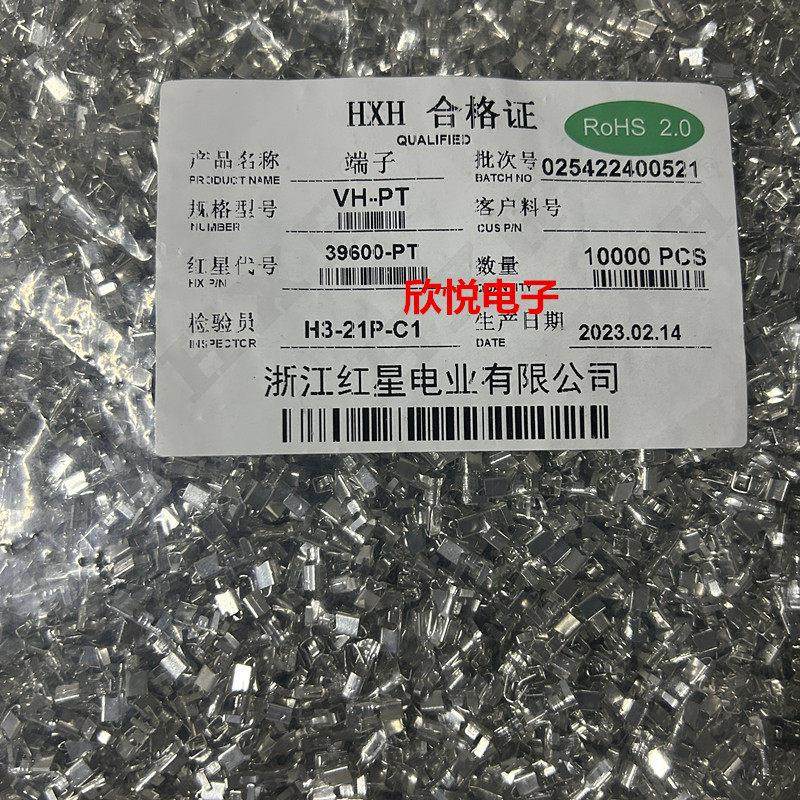 HXH 合格证
QUALIFIED
RoHS 2.0
产品名称 端子 批次号 025422400521
PRODUCT NAME BATCH NO
规格型号 VH-PT 客户料号
NUMBER CUS P/N
红星代号 39600-PT 数量 10000 PCS
HX P/N
欣悦电子
检验员 H3-21P-C1 生产日期 2023.02.14
INSPECTOR DATE
浙江红星电业有限公司